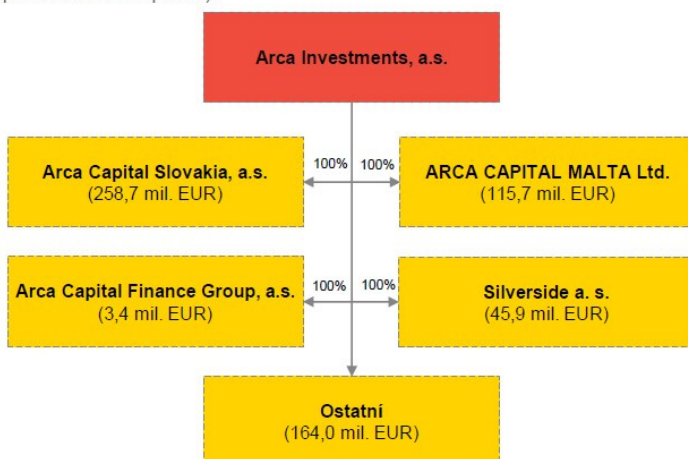 Arca Investments, a.s.
100% 100%
Arca Capital Slovakia, a.s.
(258,7 mil. EUR)
ARCA CAPITAL MALTA Ltd.
(115,7 mil. EUR)
100% 100%
Arca Capital Finance Group, a.s.
(3,4 mil. EUR)
Silverside a. s.
(45,9 mil. EUR)
Ostatní
(164,0 mil. EUR)